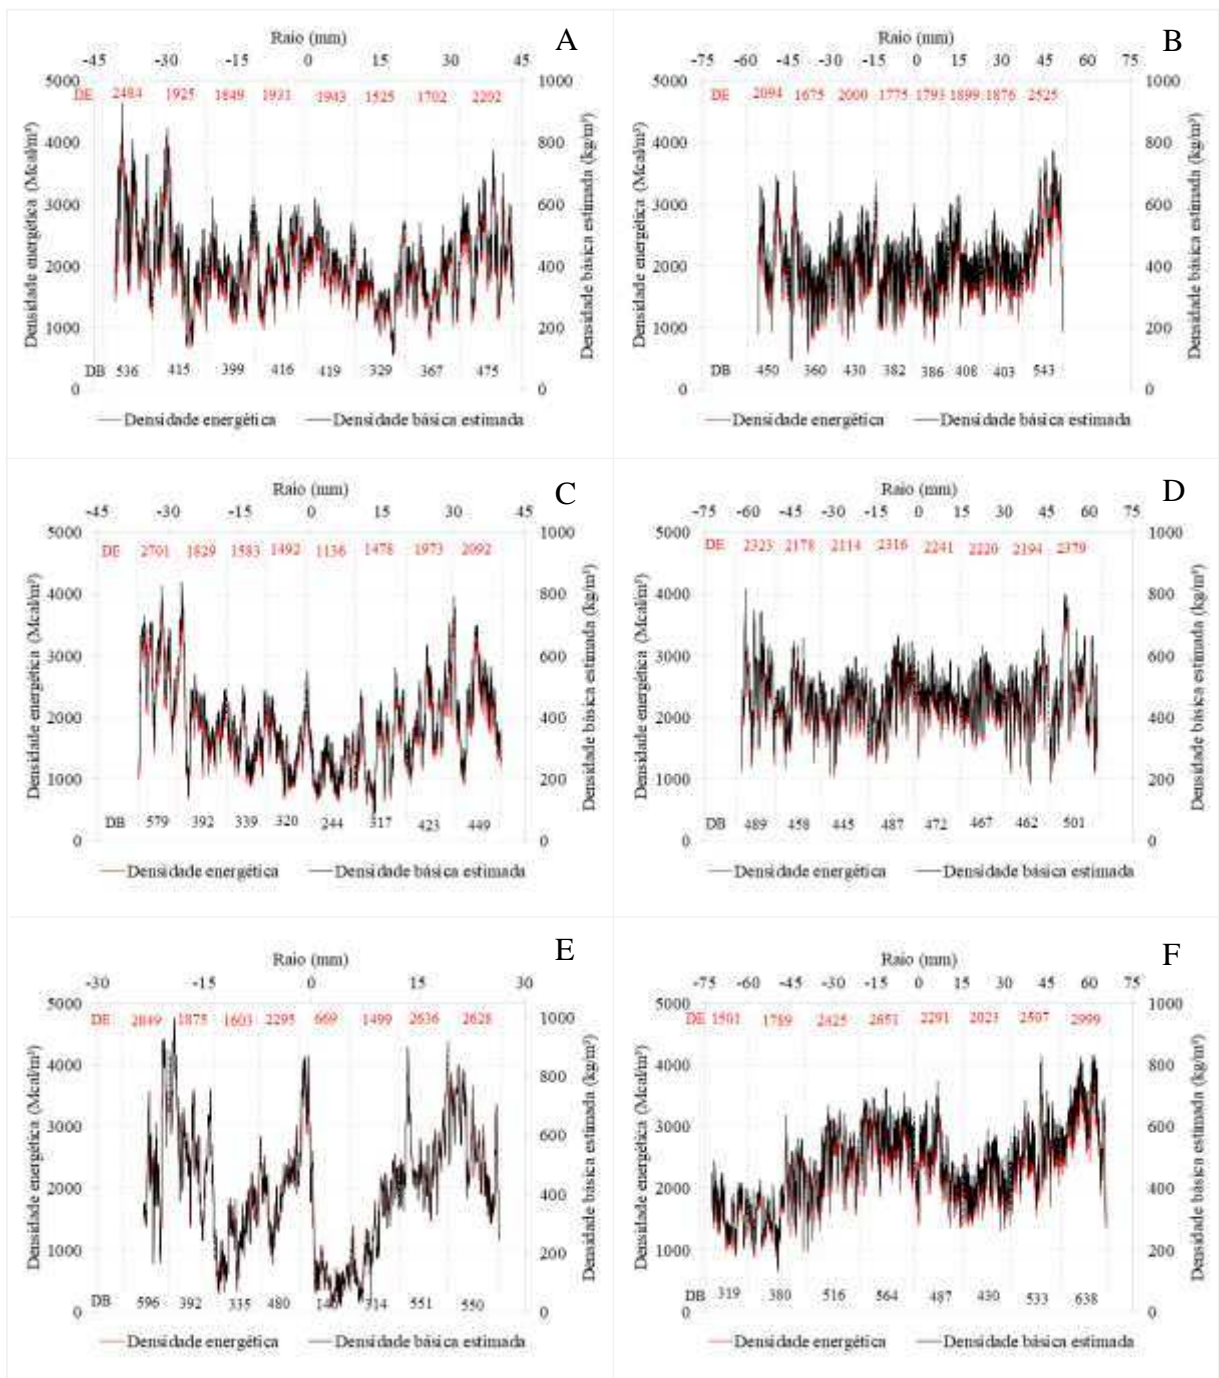 A
Raio (mm)
-45 -30 -15 0 15 30 45
5000 1000
DE 2484 1925 1849 1931 1943 1525 1702 2202
4000 800
3000 600
2000 400
1000 200
DB 536 415 399 416 419 329 367 475
0 0
Densidade energética (Mcal/m³)
Densidade básica estimada (kg/m³)
Densidade energética Densidade básica estimada
B
Raio (mm)
-75 -60 -45 -30 -15 0 15 30 45 60 75
5000 1000
DE 2094 1675 2000 1775 1793 1899 1876 2525
4000 800
3000 600
2000 400
1000 200
DB 450 360 430 382 386 408 403 543
0 0
Densidade energética (Mcal/m³)
Densidade básica estimada (kg/m³)
Densidade energética Densidade básica estimada
C
Raio (mm)
-45 -30 -15 0 15 30 45
5000 1000
DE 2701 1829 1583 1492 1136 1478 1973 2092
4000 800
3000 600
2000 400
1000 200
DB 579 392 339 320 244 317 423 449
0 0
Densidade energética (Mcal/m³)
Densidade básica estimada (kg/m³)
Densidade energética Densidade básica estimada
D
Raio (mm)
-75 -60 -45 -30 -15 0 15 30 45 60 75
5000 1000
DE 2323 2178 2114 2316 2241 2220 2194 2379
4000 800
3000 600
2000 400
1000 200
DB 489 458 445 487 472 467 462 501
0 0
Densidade energética (Mcal/m³)
Densidade básica estimada (kg/m³)
Densidade energética Densidade básica estimada
E
Raio (mm)
-30 -15 0 15 30
5000 1000
DE 2849 1875 1603 2295 669 1499 2636 2628
4000 800
3000 600
2000 400
1000 200
DB 596 392 335 480 314 551 550
0 0
Densidade energética (Mcal/m³)
Densidade básica estimada (kg/m³)
Densidade energética Densidade básica estimada
F
Raio (mm)
-75 -60 -45 -30 -15 0 15 30 45 60 75
5000 1000
DE 1501 1789 2425 2651 2291 2023 2507 2999
4000 800
3000 600
2000 400
1000 200
DB 319 380 516 564 487 430 533 638
0 0
Densidade energética (Mcal/m³)
Densidade básica estimada (kg/m³)
Densidade energética Densidade básica estimada